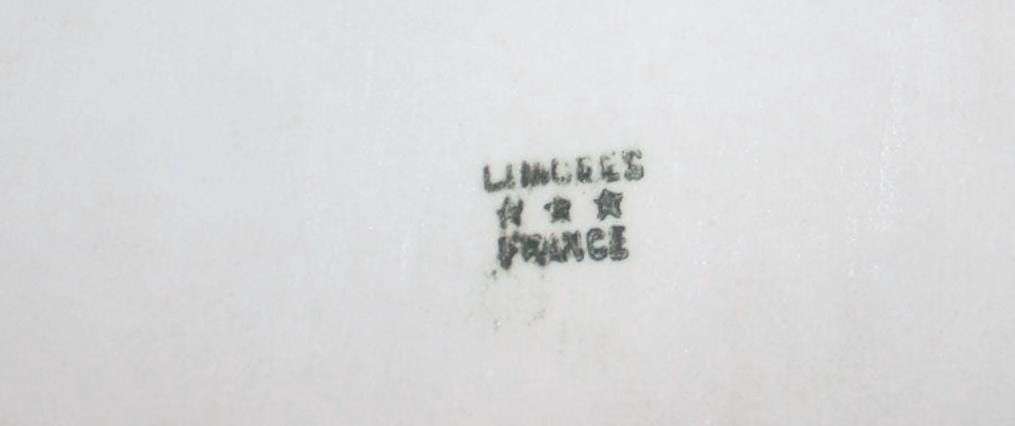 LIMOGES
★ ★ ★
FRANCE